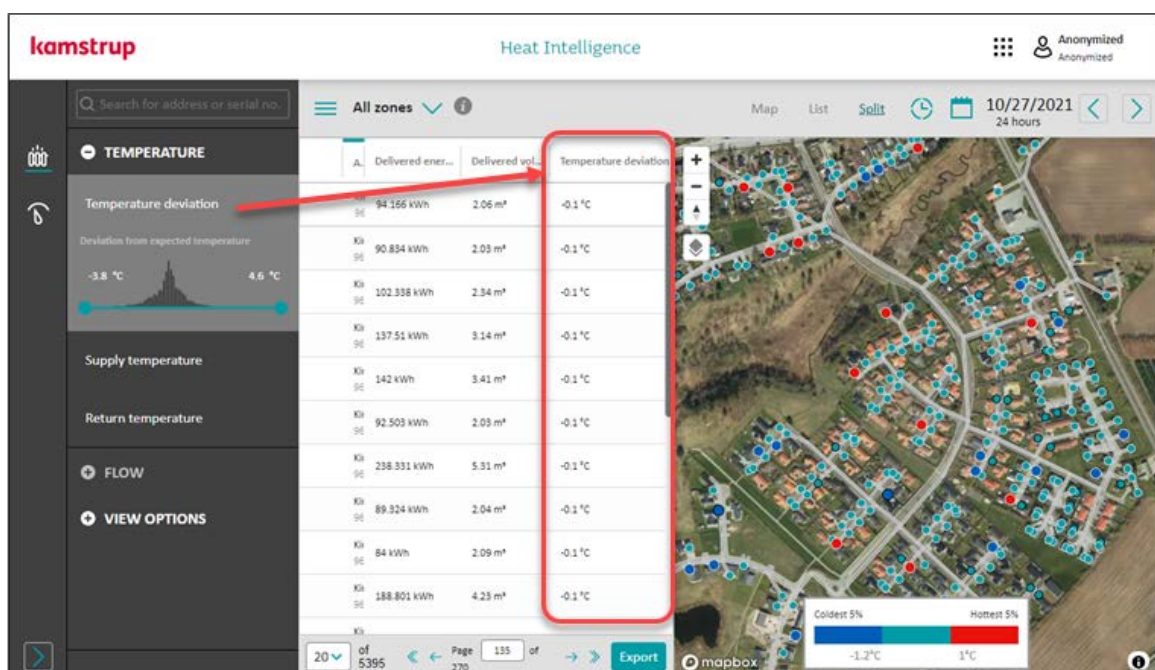 kamstrup
Heat Intelligence
Anonymized
Anonymized
Search for address or serial no.
All zones
Map List Split
10/27/2021
24 hours
TEMPERATURE
Temperature deviation
Deviation from expected temperature
-3.8 °C 4.6 °C
Supply temperature
Return temperature
FLOW
VIEW OPTIONS
A. Delivered ener... Delivered vol... Temperature deviation
94.166 kWh 2.06 m³ -0.1 °C
90.834 kWh 2.03 m³ -0.1 °C
102.338 kWh 2.34 m³ -0.1 °C
137.51 kWh 3.14 m³ -0.1 °C
142 kWh 3.41 m³ -0.1 °C
92.503 kWh 2.03 m³ -0.1 °C
238.331 kWh 5.31 m³ -0.1 °C
89.324 kWh 2.04 m³ -0.1 °C
84 kWh 2.09 m³ -0.1 °C
188.801 kWh 4.23 m³ -0.1 °C
20 of 5395
Page 135 of 270
Export
mapbox
Coldest 5% Hottest 5%
-1.2°C 1°C